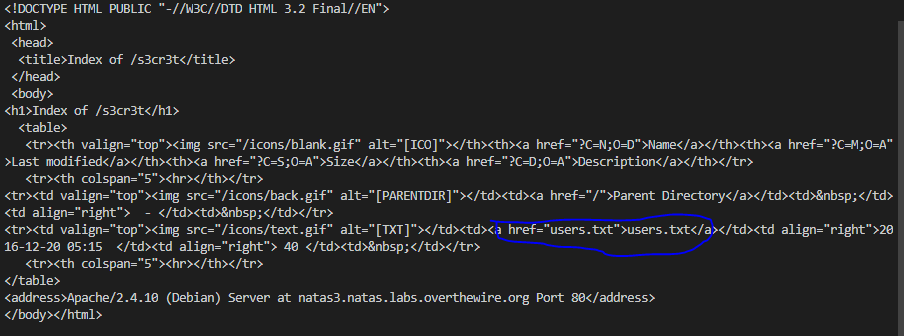 <!DOCTYPE HTML PUBLIC "-//W3C//DTD HTML 3.2 Final//EN">
<html>
 <head>
  <title>Index of /s3cr3t</title>
 </head>
 <body>
<h1>Index of /s3cr3t</h1>
  <table>
   <tr><th valign="top"><img src="/icons/blank.gif" alt="[ICO]"></th><th><a href="?C=N;O=D">Name</a></th><th><a href="?C=M;O=A"
>Last modified</a></th><th><a href="?C=S;O=A">Size</a></th><th><a href="?C=D;O=A">Description</a></th></tr>
   <tr><th colspan="5"><hr></th></tr>
<tr><td valign="top"><img src="/icons/back.gif" alt="[PARENTDIR]"></td><td><a href="/">Parent Directory</a></td><td>&nbsp;</td>
<td align="right">  - </td><td>&nbsp;</td></tr>
<tr><td valign="top"><img src="/icons/text.gif" alt="[TXT]"></td><td><a href="users.txt">users.txt</a></td><td align="right">20
16-12-20 05:15  </td><td align="right"> 40 </td><td>&nbsp;</td></tr>
   <tr><th colspan="5"><hr></th></tr>
</table>
<address>Apache/2.4.10 (Debian) Server at natas3.natas.labs.overthewire.org Port 80</address>
</body></html>